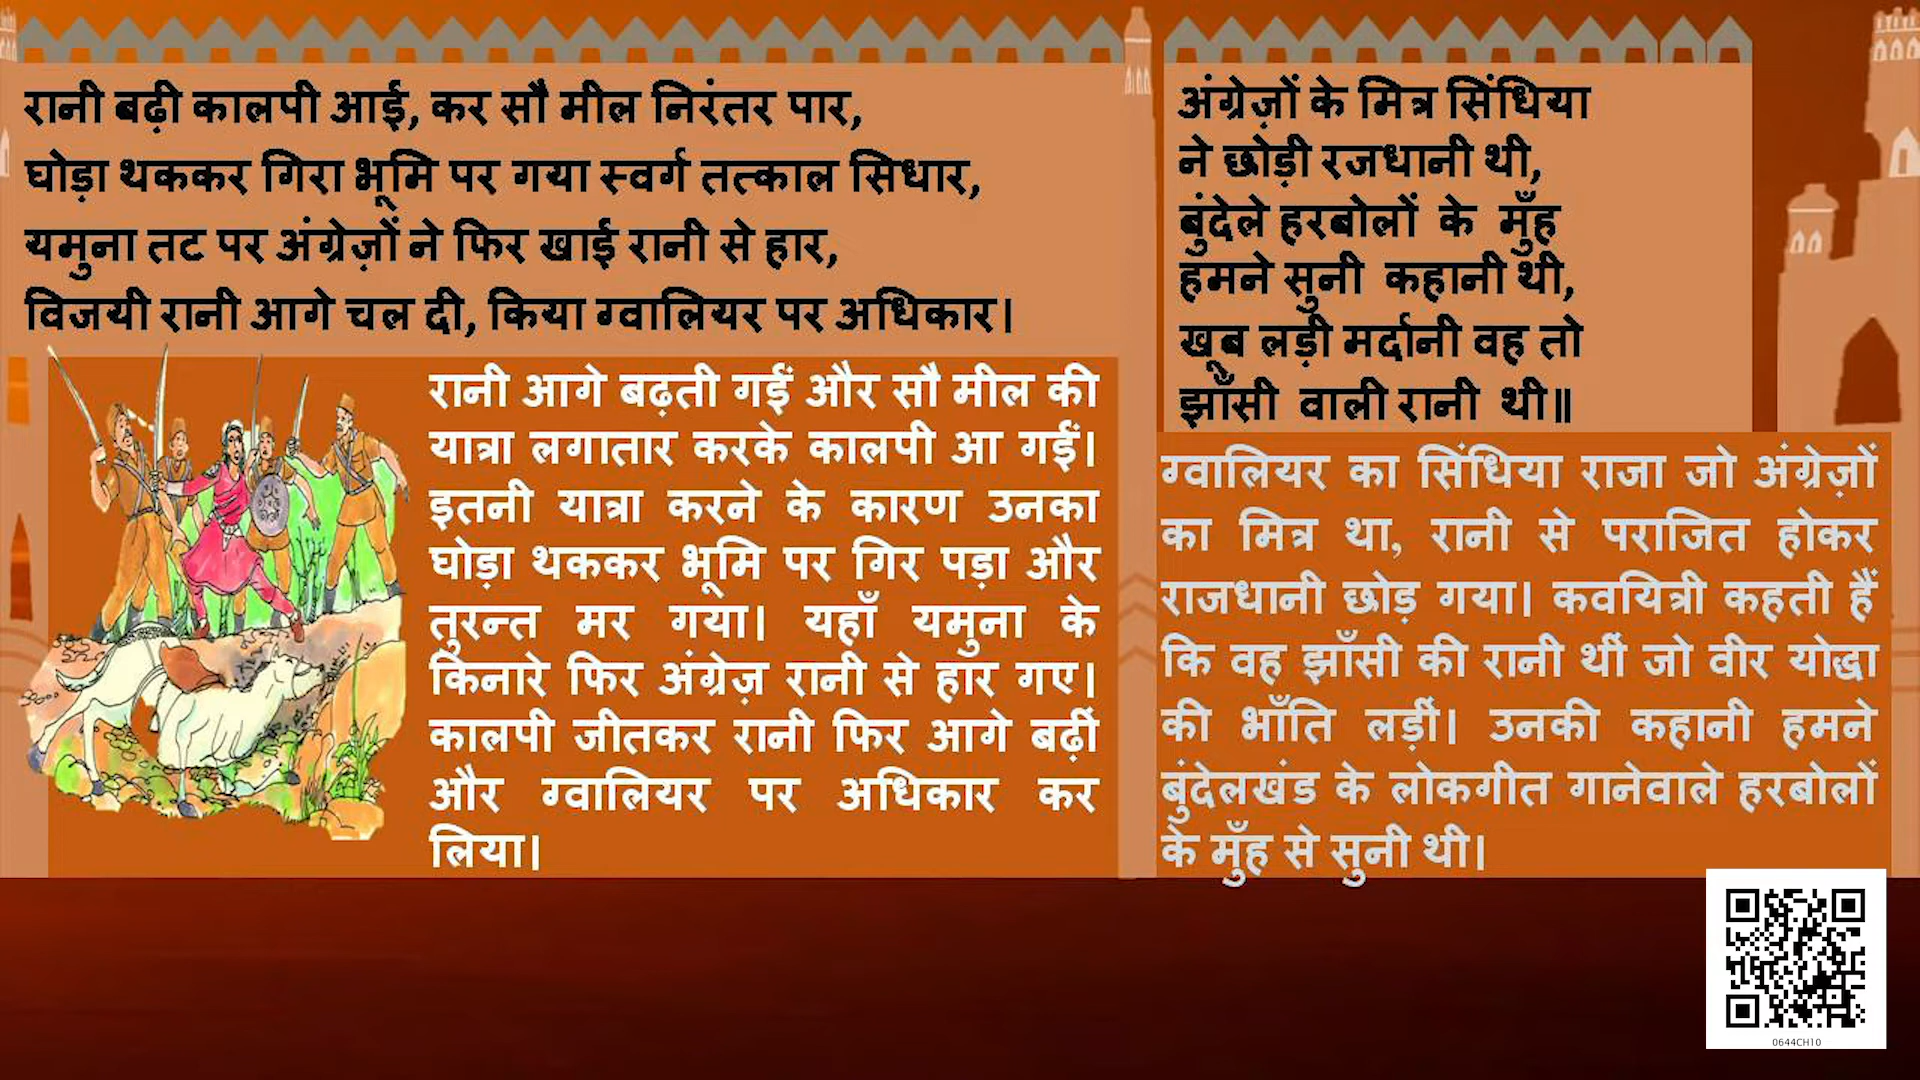 रानी बढ़ी कालपी आई, कर सौ मील निरंतर पार,
घोड़ा थककर गिरा भूमि पर गया स्वर्ग तत्काल सिधार,
यमुना तट पर अंग्रेज़ों ने फिर खाई रानी से हार,
विजयी रानी आगे चल दी, किया ग्वालियर पर अधिकार।
रानी आगे बढ़ती गईं और सौ मील की
यात्रा लगातार करके कालपी आ गईं।
इतनी यात्रा करने के कारण उनका
घोड़ा थककर भूमि पर गिर पड़ा और
तुरन्त मर गया। यहाँ यमुना के
किनारे फिर अंग्रेज़ रानी से हार गए।
कालपी जीतकर रानी फिर आगे बढ़ीं
और ग्वालियर पर अधिकार कर
लिया।
अंग्रेज़ों के मित्र सिंधिया
ने छोड़ी रजधानी थी,
बुंदेले हरबोलों के मुँह
हमने सुनी कहानी थी,
खूब लड़ी मर्दानी वह तो
झाँसी वाली रानी थी॥
ग्वालियर का सिंधिया राजा जो अंग्रेज़ों
का मित्र था, रानी से पराजित होकर
राजधानी छोड़ गया। कवयित्री कहती हैं
कि वह झाँसी की रानी थीं जो वीर योद्धा
की भाँति लड़ीं। उनकी कहानी हमने
बुंदेलखंड के लोकगीत गानेवाले हरबोलों
के मुँह से सुनी थी।
0644CH10